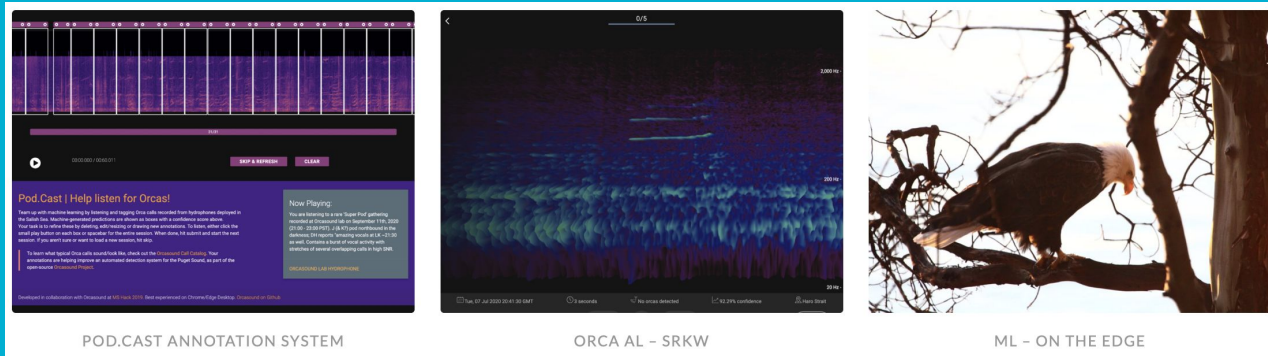 0/5
2,000 Hz -
200 Hz -
20 Hz -
00:00.000 / 00:60.011
SKIP & REFRESH
CLEAR
Pod.Cast | Help listen for Orcas!
Team up with machine learning by listening and tagging Orca calls recorded from hydrophones deployed in
the Salish Sea. Machine-generated predictions are shown as boxes with a confidence score above.
Your task is to refine these by deleting, edit/resizing or drawing new annotations. To listen, either click the
small play button on each box or spacebar for the entire session. When done, hit submit and start the next
session. If you aren't sure or want to load a new session, hit skip.
To learn what typical Orca calls sound/look like, check out the Orcasound Call Catalog. Your
annotations are helping improve an automated detection system for the Puget Sound, as part of the
open-source Orcasound Project.
Developed in collaboration with Orcasound at MS Hack 2019. Best experienced on Chrome/Edge Desktop. Orcasound on Github
Now Playing:
You are listening to a new 'Super Pod' gathering
recorded at Orcasound lab on September 11th, 2020
(21:00 - 23:00 PST). J (& K?) pod northbound in the
darkness; EH reports "amazing vocals at LK ~21:30
as well. Contains a burst of vocal activity with
stretches of several overlapping calls in high SNR.
ORCASOUND LAB HYDROPHONE
Tue, 07 Jul 2020 20:41:30 GMT
3 seconds
No orcas detected
92.29% confidence
Haro Strait
POD.CAST ANNOTATION SYSTEM
ORCA AL – SRKW
ML – ON THE EDGE